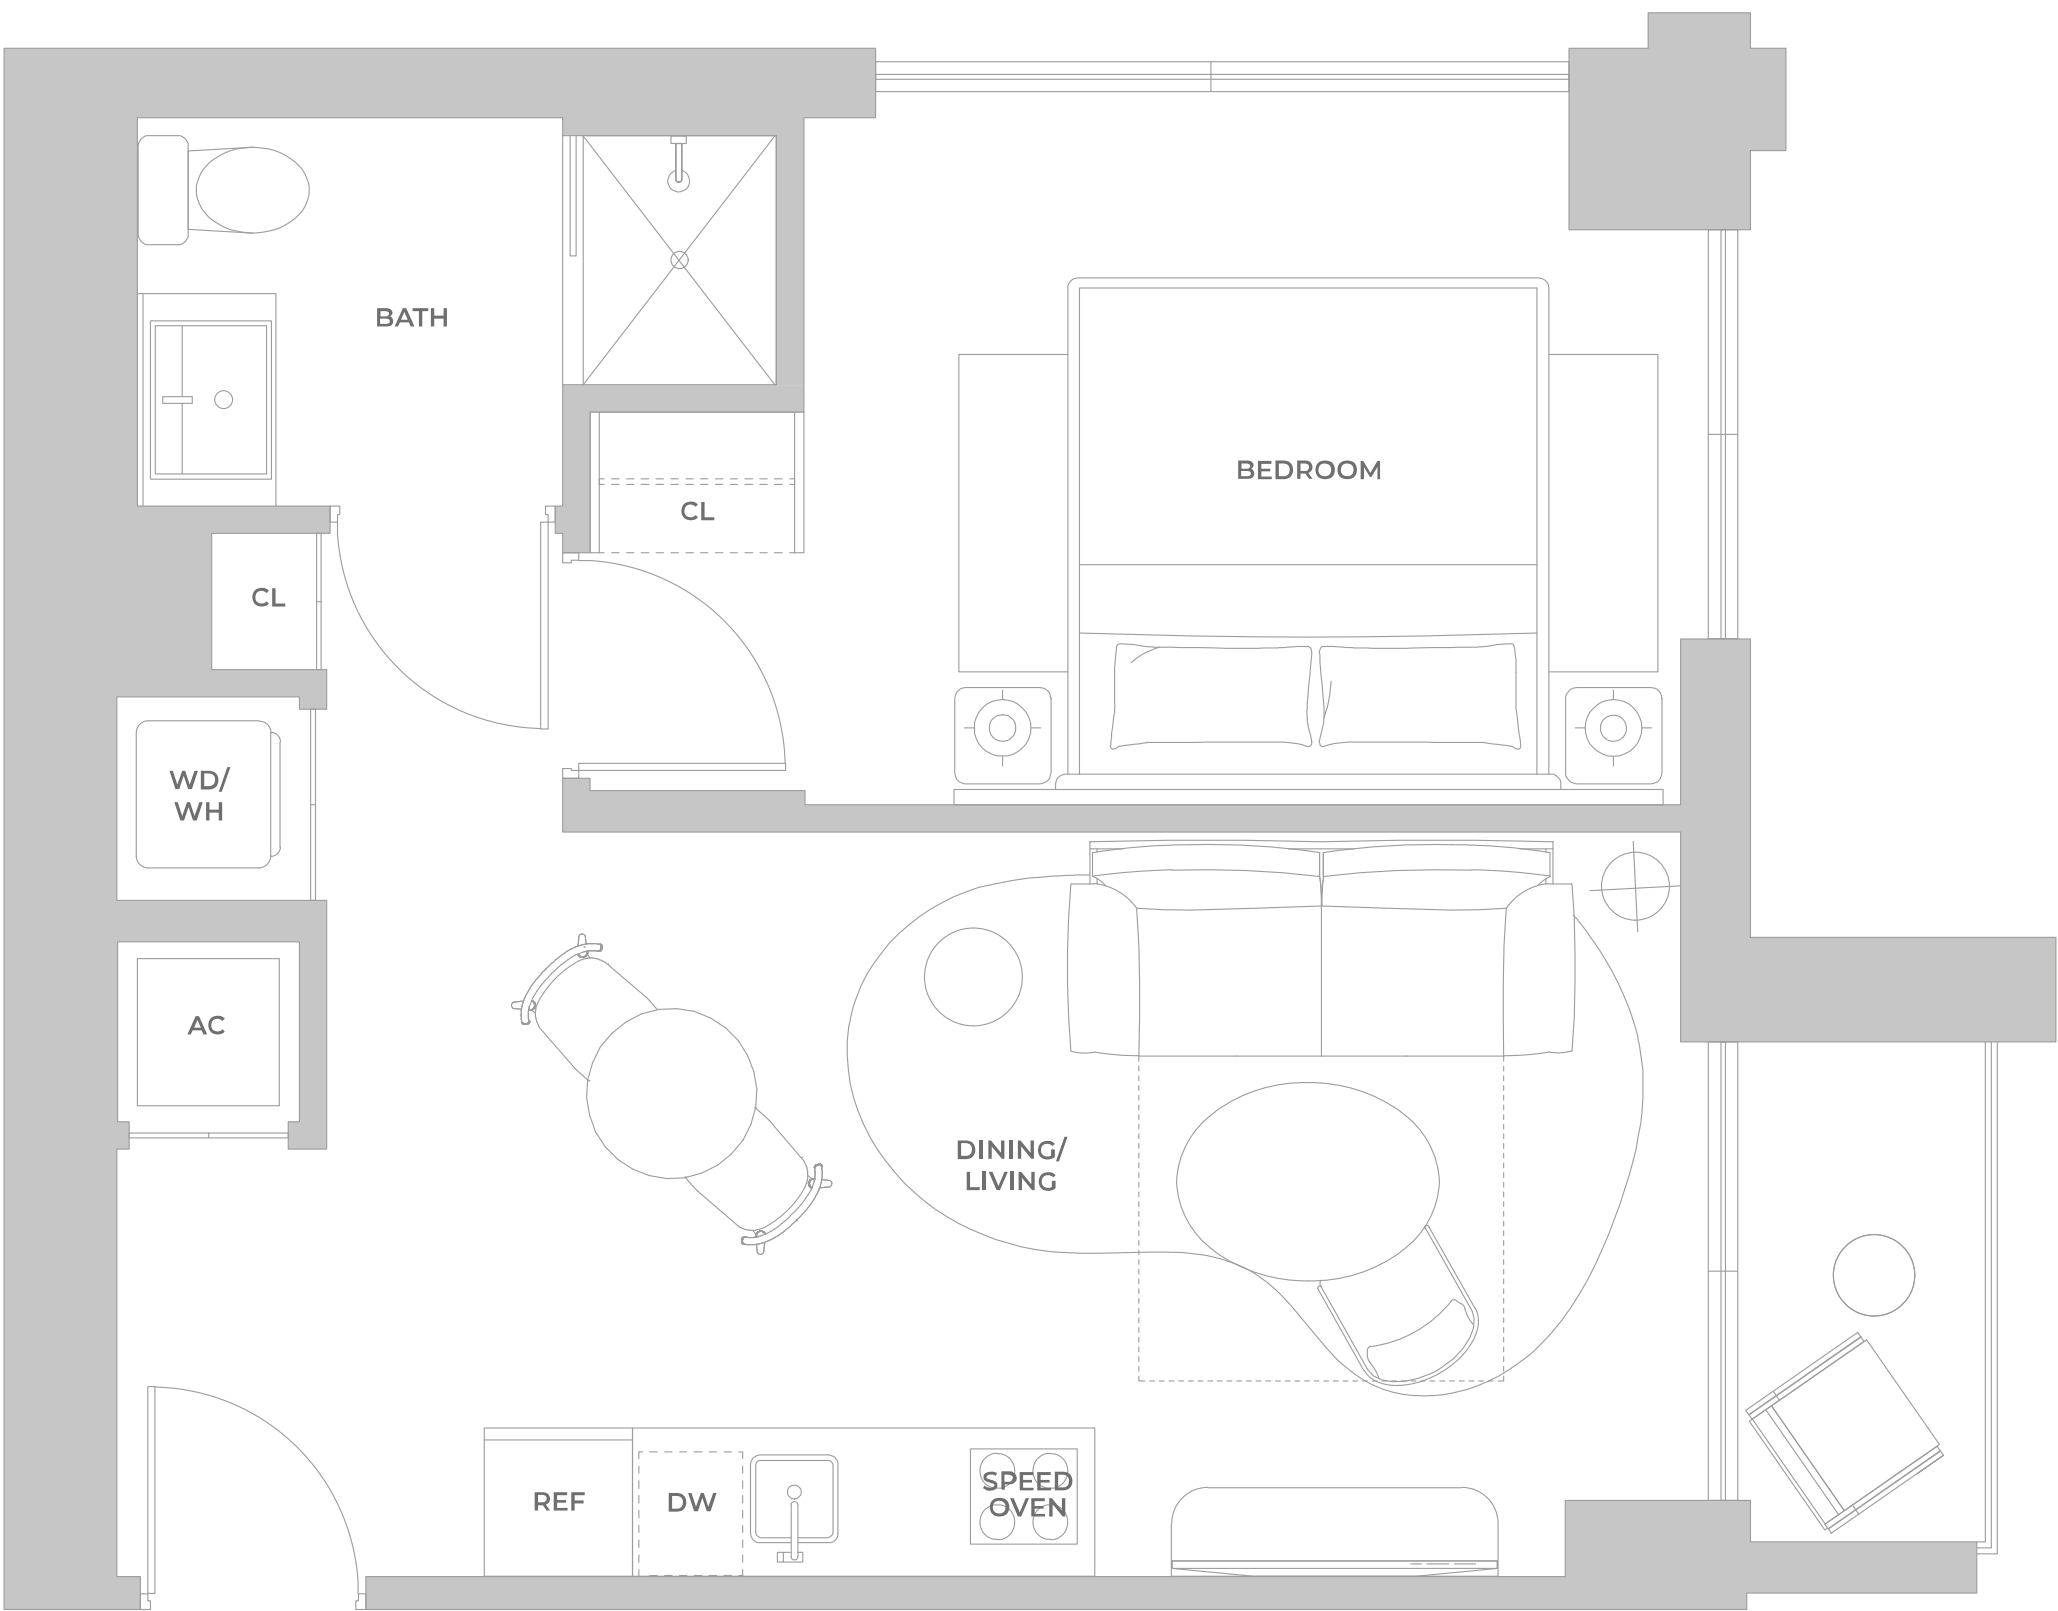 BATH
BEDROOM
CL
CL
WD/
WH
AC
DINING/
LIVING
REF
DW
SPEED
OVEN